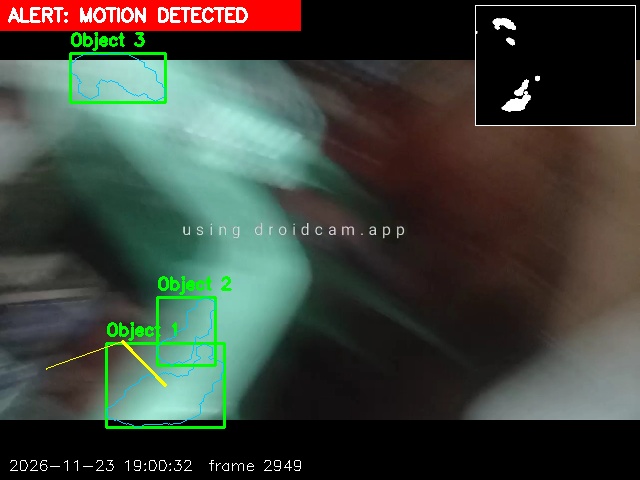 ALERT: MOTION DETECTED
Object 3
using droidcam.app
Object 2
Object 1
2026-11-23 19:00:32 frame 2949